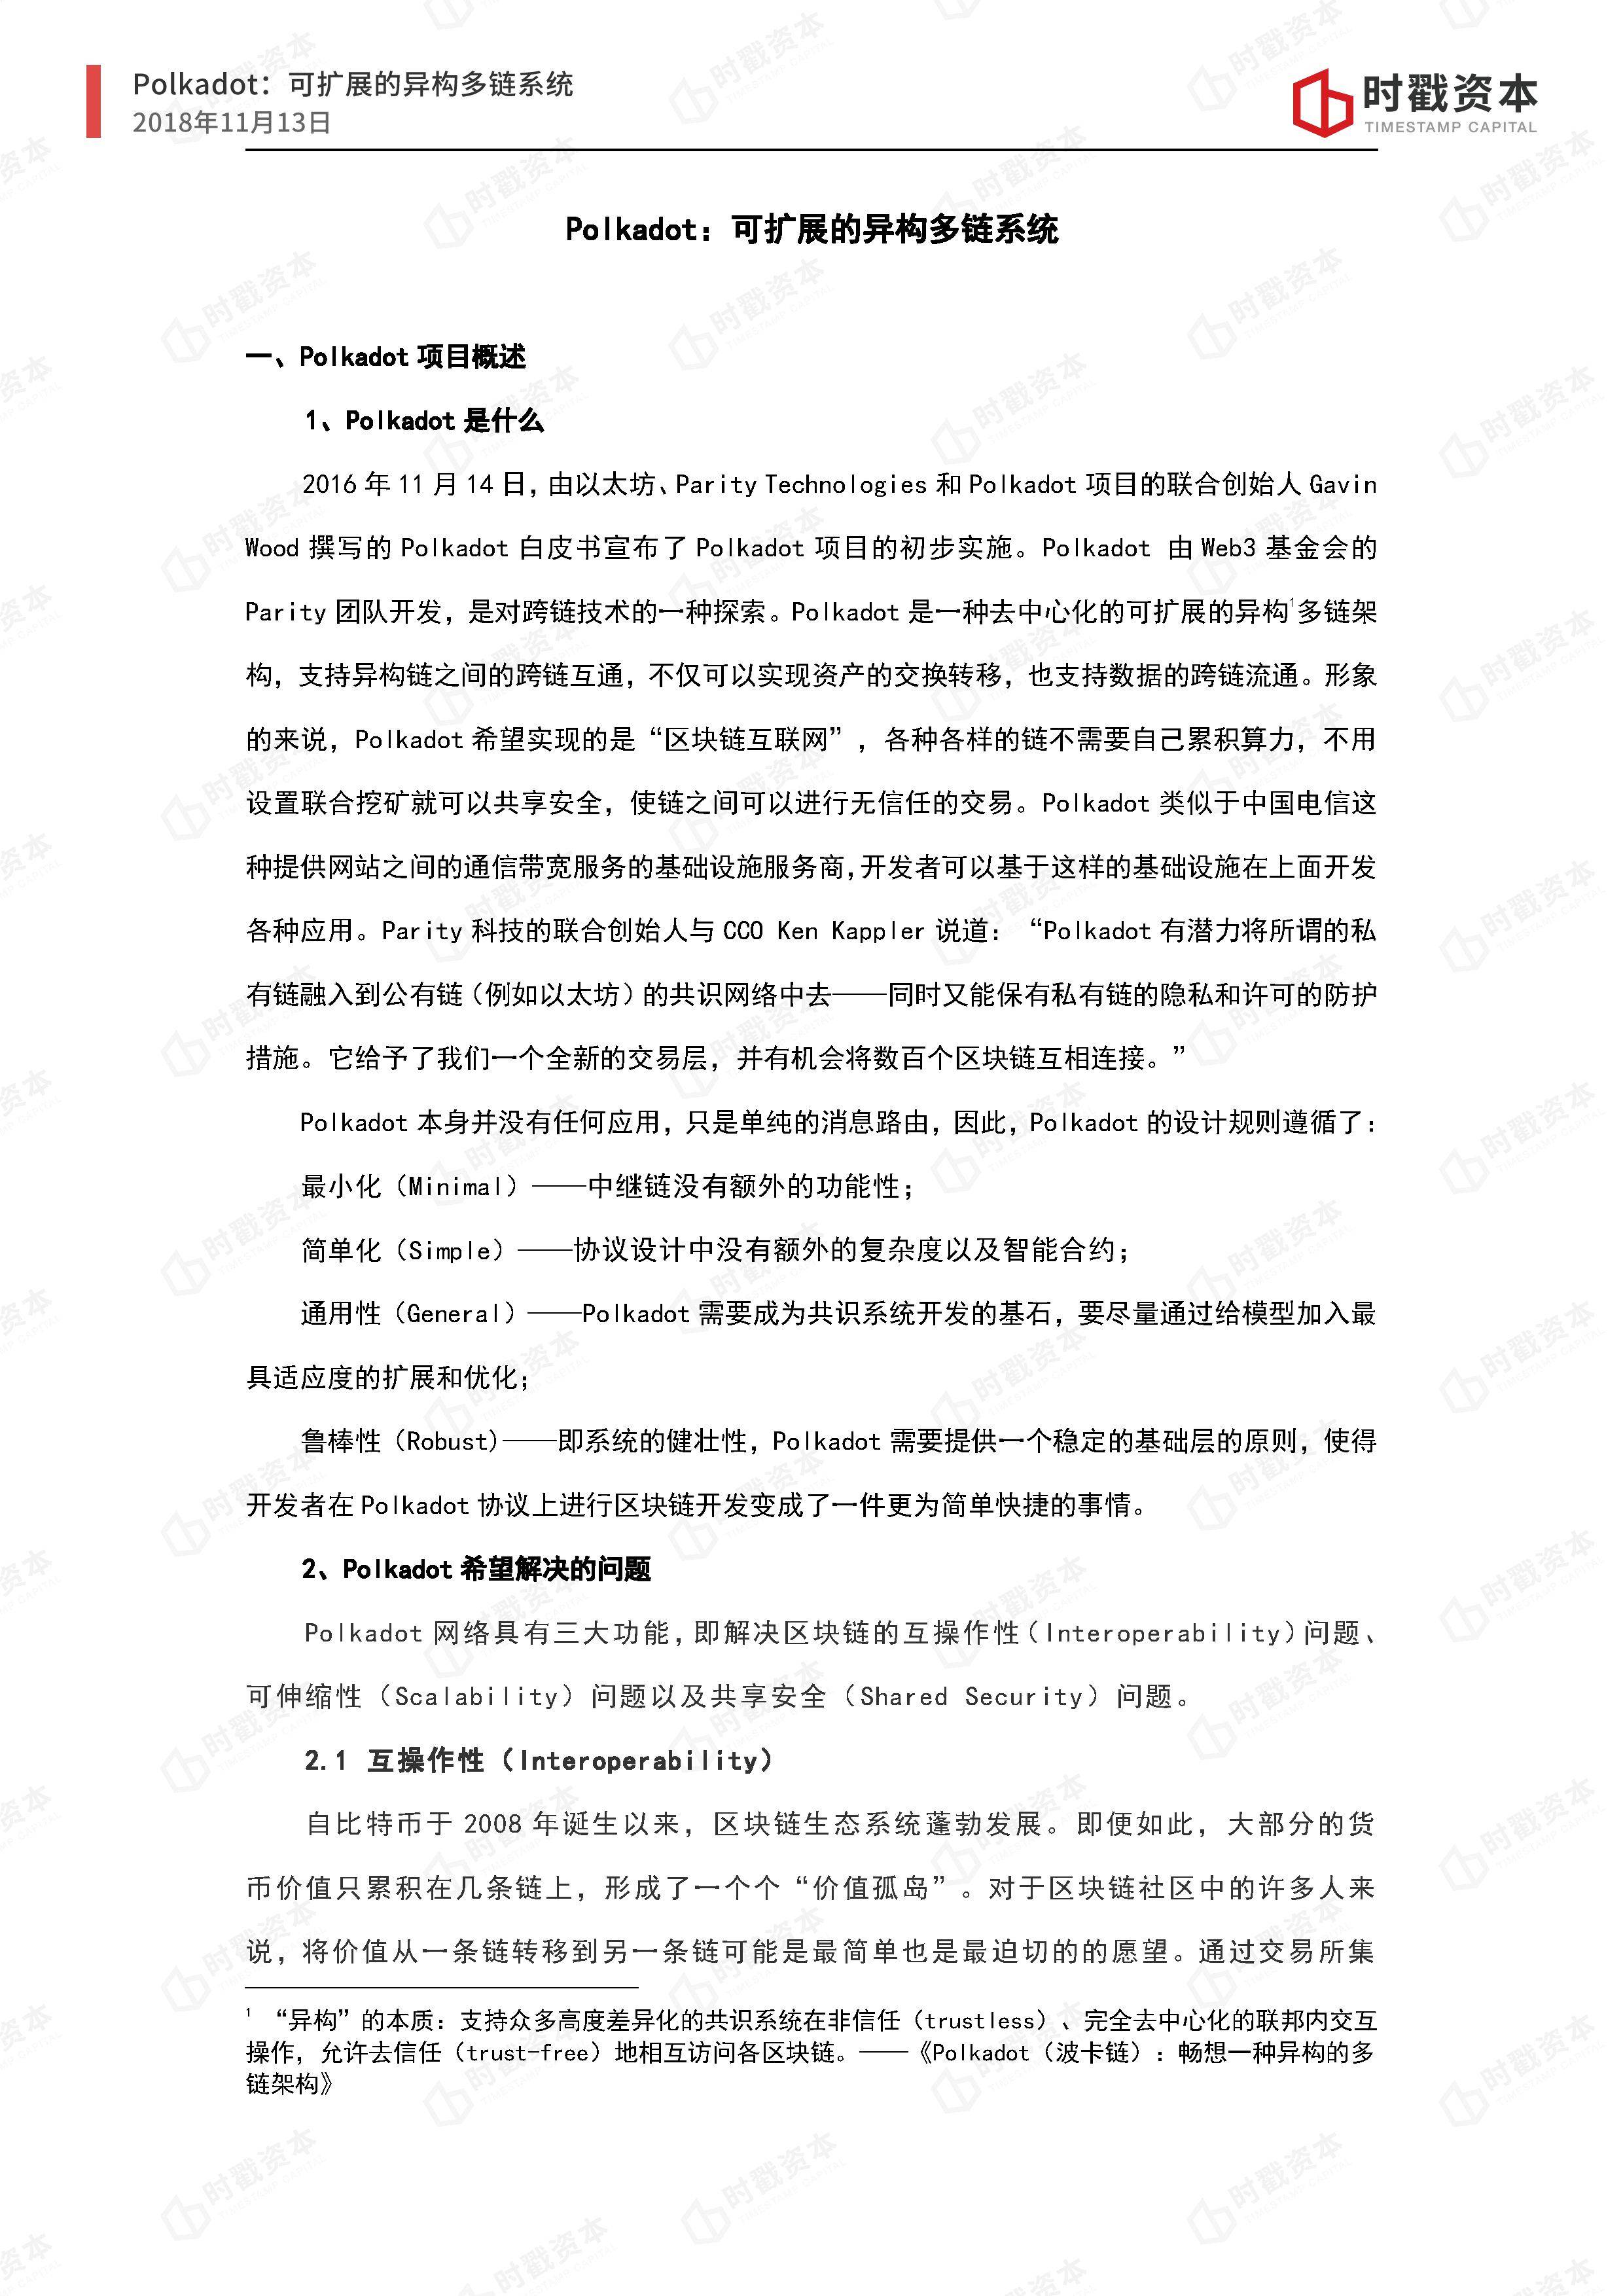 Polkadot：可扩展的异构多链系统
2018年11月13日
时戳资本
TIMESTAMP CAPITAL
Polkadot：可扩展的异构多链系统
一、Polkadot 项目概述
1、Polkadot 是什么
2016 年 11 月 14 日，由以太坊、Parity Technologies 和 Polkadot 项目的联合创始人 Gavin
Wood 撰写的 Polkadot 白皮书宣布了 Polkadot 项目的初步实施。Polkadot 由 Web3 基金会的
Parity 团队开发，是对跨链技术的一种探索。Polkadot 是一种去中心化的可扩展的异构1多链架
构，支持异构链之间的跨链互通，不仅可以实现资产的交换转移，也支持数据的跨链流通。形象
的来说，Polkadot 希望实现的是“区块链互联网”，各种各样的链不需要自己累积算力，不用
设置联合挖矿就可以共享安全，使链之间可以进行无信任的交易。Polkadot 类似于中国电信这
种提供网站之间的通信带宽服务的基础设施服务商，开发者可以基于这样的基础设施在上面开发
各种应用。Parity 科技的联合创始人与 CCO Ken Kappler 说道：“Polkadot 有潜力将所谓的私
有链融入到公有链（例如以太坊）的共识网络中去——同时又能保有私有链的隐私和许可的防护
措施。它给予了我们一个全新的交易层，并有机会将数百个区块链互相连接。”
Polkadot 本身并没有任何应用，只是单纯的消息路由，因此，Polkadot 的设计规则遵循了：
最小化（Minimal）——中继链没有额外的功能性；
简单化（Simple）——协议设计中没有额外的复杂度以及智能合约；
通用性（General）——Polkadot 需要成为共识系统开发的基石，要尽量通过给模型加入最
具适应度的扩展和优化；
鲁棒性（Robust)——即系统的健壮性，Polkadot 需要提供一个稳定的基础层的原则，使得
开发者在 Polkadot 协议上进行区块链开发变成了一件更为简单快捷的事情。
2、Polkadot 希望解决的问题
Polkadot 网络具有三大功能，即解决区块链的互操作性（Interoperability）问题、
可伸缩性（Scalability）问题以及共享安全（Shared Security）问题。
2.1 互操作性（Interoperability）
自比特币于 2008 年诞生以来，区块链生态系统蓬勃发展。即便如此，大部分的货
币价值只累积在几条链上，形成了一个个“价值孤岛”。对于区块链社区中的许多人来
说，将价值从一条链转移到另一条链可能是最简单也是最迫切的的愿望。通过交易所集
1 “异构”的本质：支持众多高度差异化的共识系统在非信任（trustless）、完全去中心化的联邦内交互
操作，允许去信任（trust-free）地相互访问各区块链。——《Polkadot（波卡链）：畅想一种异构的多
链架构》